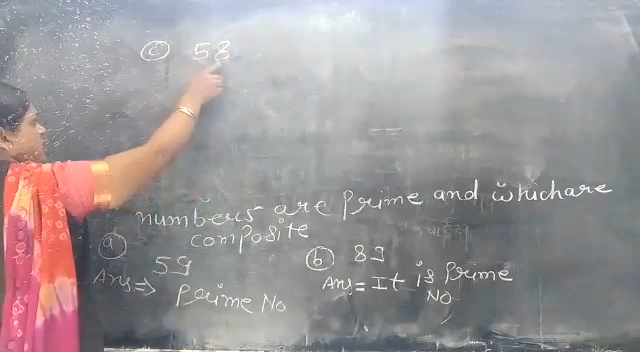 (c) 58
numbers are prime and which are
composite
(a) 59
Ans => Prime No
(b) 89
Ans = It is prime
No